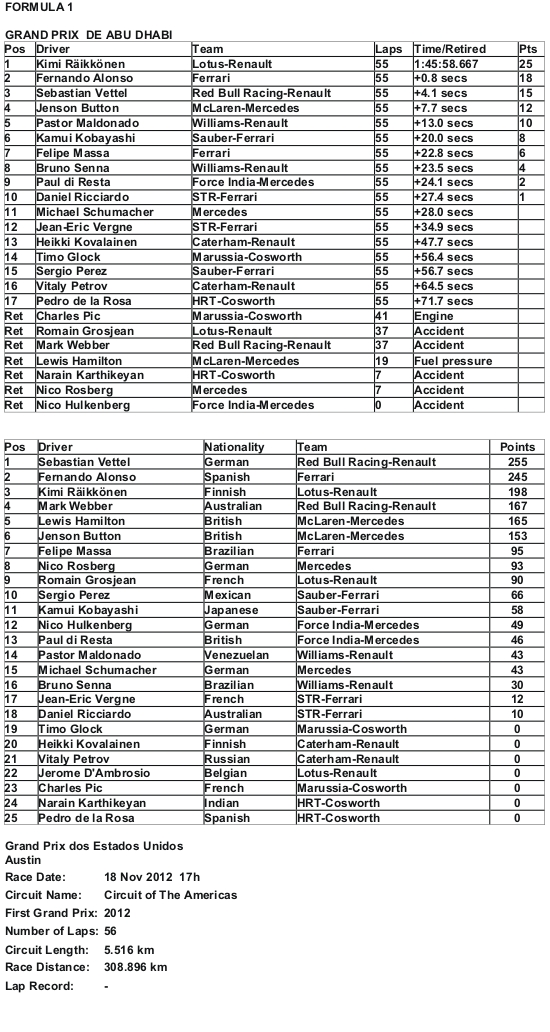 FORMULA 1
GRAND PRIX DE ABU DHABI
Pos Driver Team Laps Time/Retired Pts
1 Kimi Räikkönen Lotus-Renault 55 1:45:58.667 25
2 Fernando Alonso Ferrari 55 +0.8 secs 18
3 Sebastian Vettel Red Bull Racing-Renault 55 +4.1 secs 15
4 Jenson Button McLaren-Mercedes 55 +7.7 secs 12
5 Pastor Maldonado Williams-Renault 55 +13.0 secs 10
6 Kamui Kobayashi Sauber-Ferrari 55 +20.0 secs 8
7 Felipe Massa Ferrari 55 +22.8 secs 6
8 Bruno Senna Williams-Renault 55 +23.5 secs 4
9 Paul di Resta Force India-Mercedes 55 +24.1 secs 2
10 Daniel Ricciardo STR-Ferrari 55 +27.4 secs 1
11 Michael Schumacher Mercedes 55 +28.0 secs
12 Jean-Eric Vergne STR-Ferrari 55 +34.9 secs
13 Heikki Kovalainen Caterham-Renault 55 +47.7 secs
14 Timo Glock Marussia-Cosworth 55 +56.4 secs
15 Sergio Perez Sauber-Ferrari 55 +56.7 secs
16 Vitaly Petrov Caterham-Renault 55 +64.5 secs
17 Pedro de la Rosa HRT-Cosworth 55 +71.7 secs
Ret Charles Pic Marussia-Cosworth 41 Engine
Ret Romain Grosjean Lotus-Renault 37 Accident
Ret Mark Webber Red Bull Racing-Renault 37 Accident
Ret Lewis Hamilton McLaren-Mercedes 19 Fuel pressure
Ret Narain Karthikeyan HRT-Cosworth 7 Accident
Ret Nico Rosberg Mercedes 7 Accident
Ret Nico Hulkenberg Force India-Mercedes 0 Accident
Pos Driver Nationality Team Points
1 Sebastian Vettel German Red Bull Racing-Renault 255
2 Fernando Alonso Spanish Ferrari 245
3 Kimi Räikkönen Finnish Lotus-Renault 198
4 Mark Webber Australian Red Bull Racing-Renault 167
5 Lewis Hamilton British McLaren-Mercedes 165
6 Jenson Button British McLaren-Mercedes 153
7 Felipe Massa Brazilian Ferrari 95
8 Nico Rosberg German Mercedes 93
9 Romain Grosjean French Lotus-Renault 90
10 Sergio Perez Mexican Sauber-Ferrari 66
11 Kamui Kobayashi Japanese Sauber-Ferrari 58
12 Nico Hulkenberg German Force India-Mercedes 49
13 Paul di Resta British Force India-Mercedes 46
14 Pastor Maldonado Venezuelan Williams-Renault 43
15 Michael Schumacher German Mercedes 43
16 Bruno Senna Brazilian Williams-Renault 30
17 Jean-Eric Vergne French STR-Ferrari 12
18 Daniel Ricciardo Australian STR-Ferrari 10
19 Timo Glock German Marussia-Cosworth 0
20 Heikki Kovalainen Finnish Caterham-Renault 0
21 Vitaly Petrov Russian Caterham-Renault 0
22 Jerome D'Ambrosio Belgian Lotus-Renault 0
23 Charles Pic French Marussia-Cosworth 0
24 Narain Karthikeyan Indian HRT-Cosworth 0
25 Pedro de la Rosa Spanish HRT-Cosworth 0
Grand Prix dos Estados Unidos
Austin
Race Date: 18 Nov 2012 17h
Circuit Name: Circuit of The Americas
First Grand Prix: 2012
Number of Laps: 56
Circuit Length: 5.516 km
Race Distance: 308.896 km
Lap Record: -